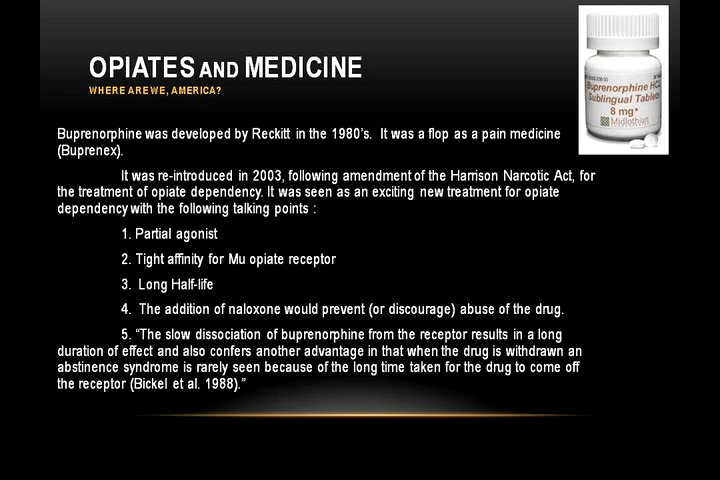 OPIATES AND MEDICINE
WHERE ARE WE, AMERICA?
Buprenorphine HCL
Sublingual Tablets
8 mg*
Midlothian
Buprenorphine was developed by Reckitt in the 1980's. It was a flop as a pain medicine
(Buprenex).
It was re-introduced in 2003, following amendment of the Harrison Narcotic Act, for
the treatment of opiate dependency. It was seen as an exciting new treatment for opiate
dependency with the following talking points :
1. Partial agonist
2. Tight affinity for Mu opiate receptor
3. Long Half-life
4. The addition of naloxone would prevent (or discourage) abuse of the drug.
5. “The slow dissociation of buprenorphine from the receptor results in a long
duration of effect and also confers another advantage in that when the drug is withdrawn an
abstinence syndrome is rarely seen because of the long time taken for the drug to come off
the receptor (Bickel et al. 1988).”